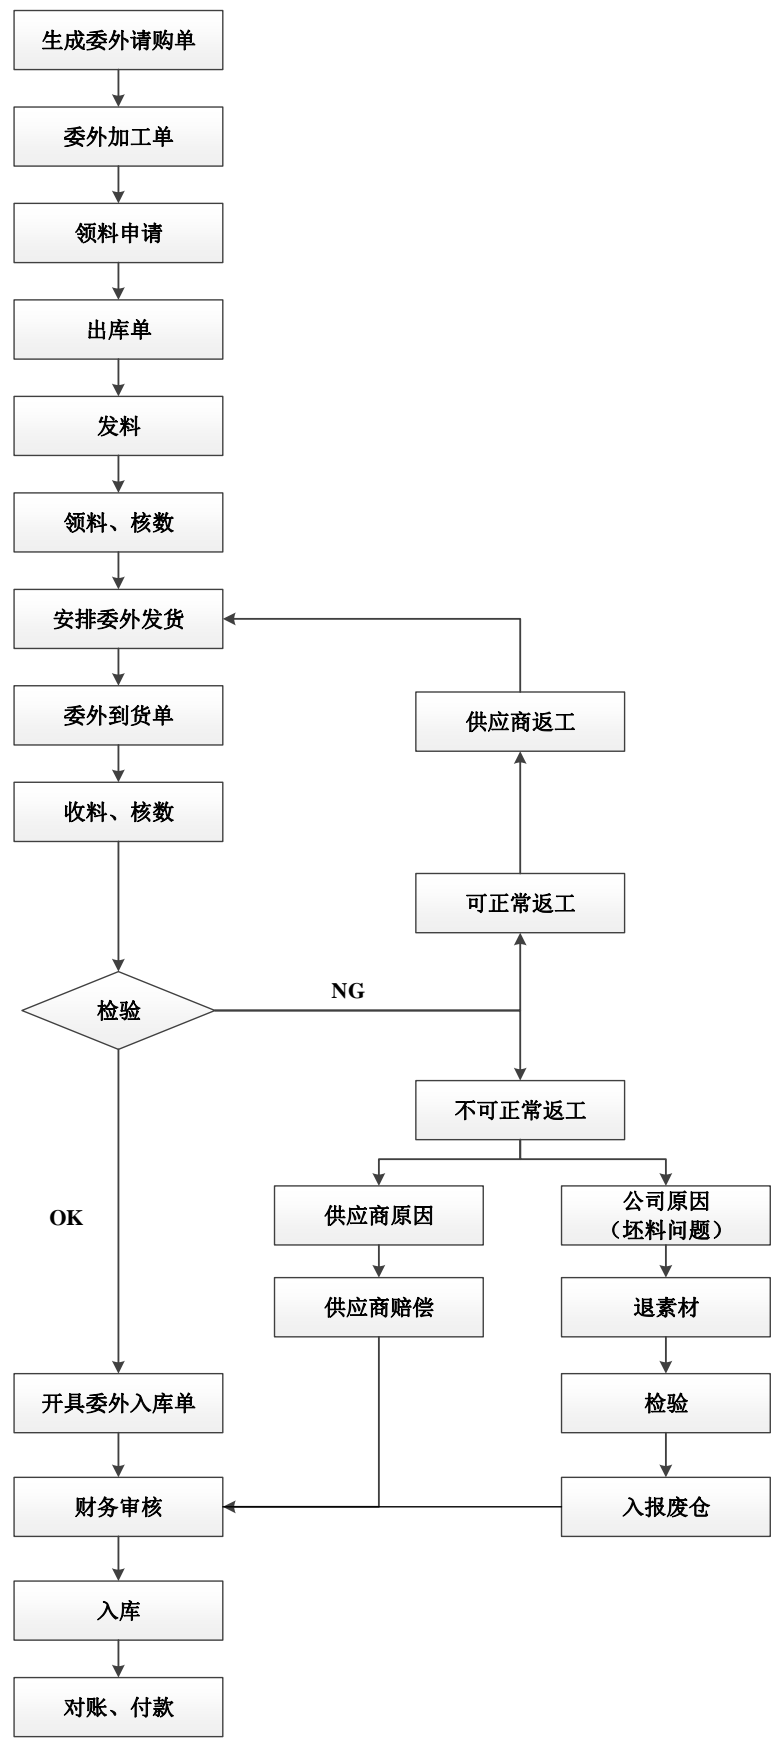 生成委外请购单
委外加工单
领料申请
出库单
发料
领料、核数
安排委外发货
委外到货单
供应商返工
收料、核数
可正常返工
检验
NG
不可正常返工
OK
供应商原因
公司原因
（坯料问题）
供应商赔偿
退素材
开具委外入库单
检验
财务审核
入报废仓
入库
对账、付款